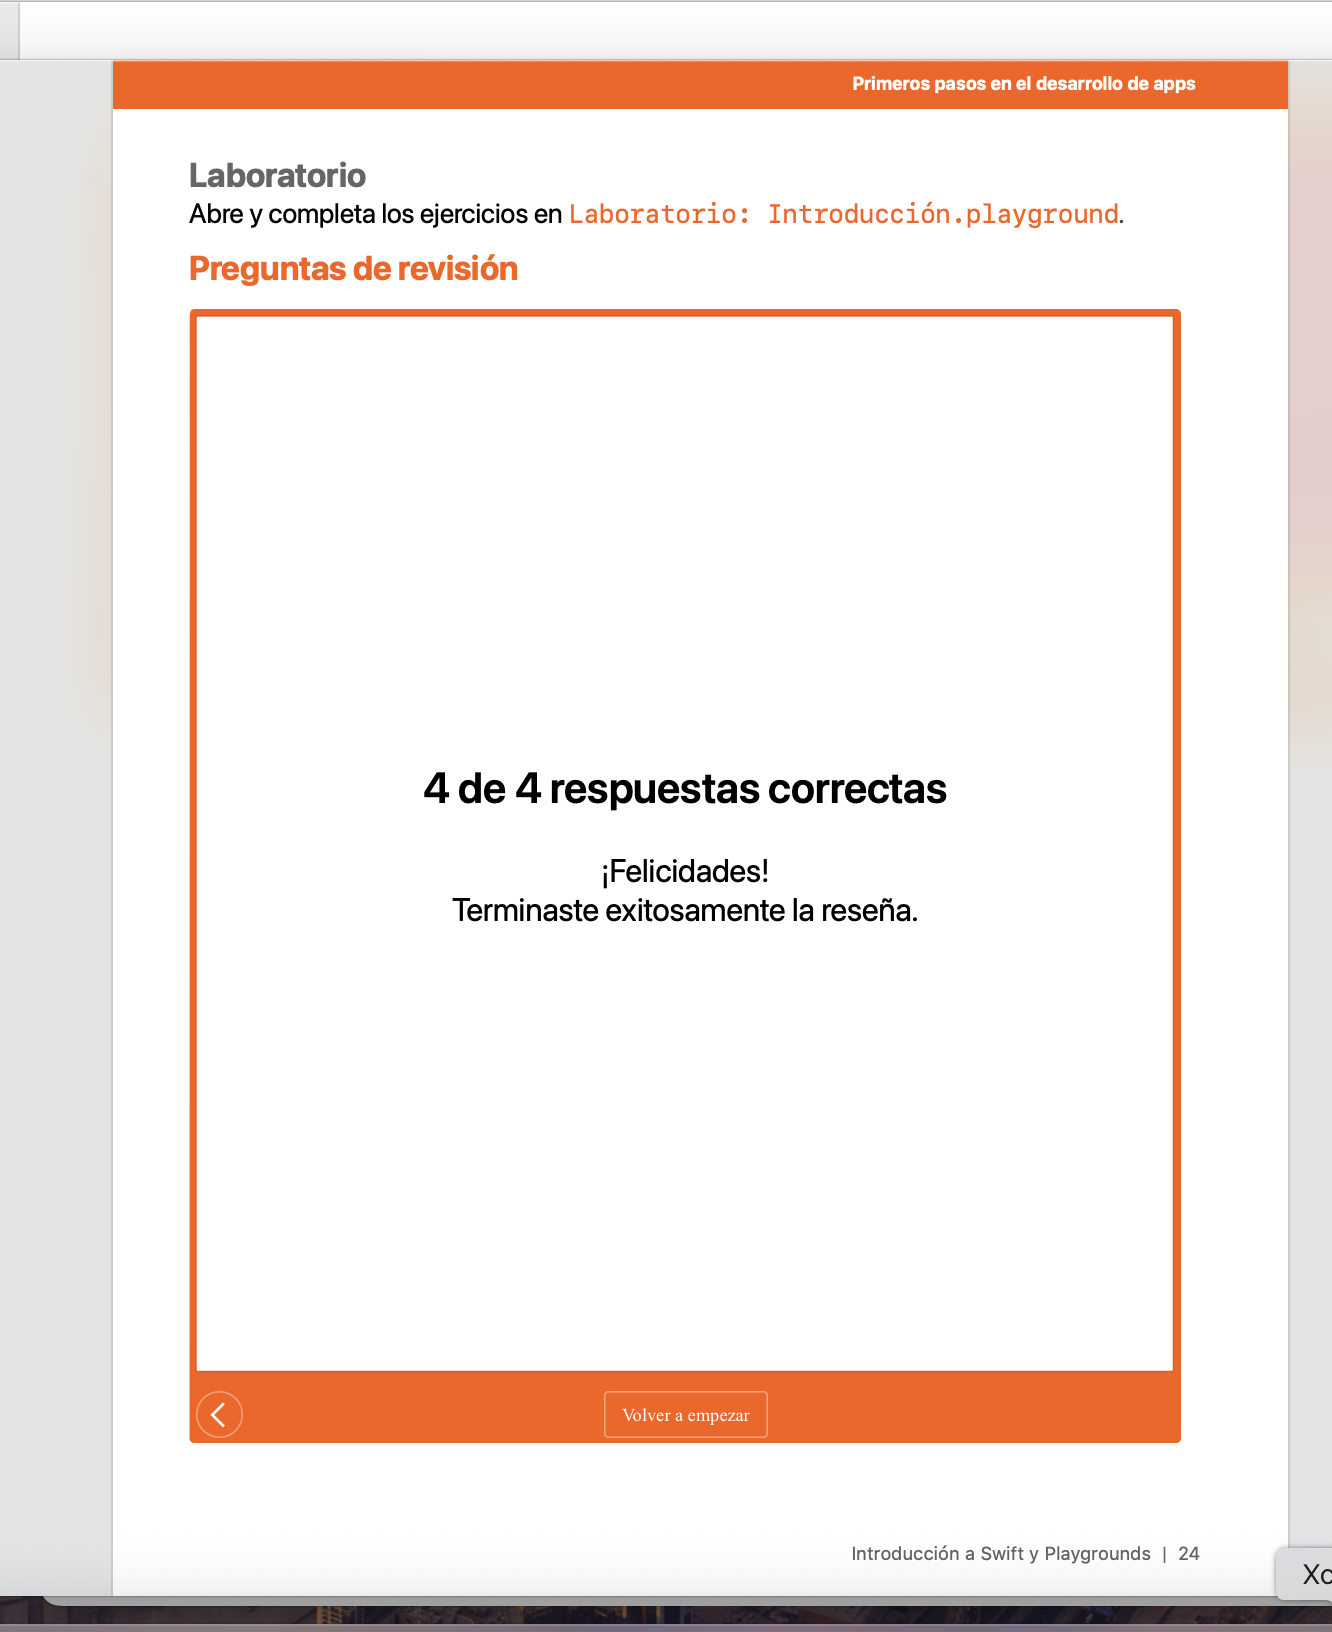 Primeros pasos en el desarrollo de apps
Laboratorio
Abre y completa los ejercicios en Laboratorio: Introducción.playground.
Preguntas de revisión
4 de 4 respuestas correctas
¡Felicidades!
Terminaste exitosamente la reseña.
Volver a empezar
Introducción a Swift y Playgrounds | 24